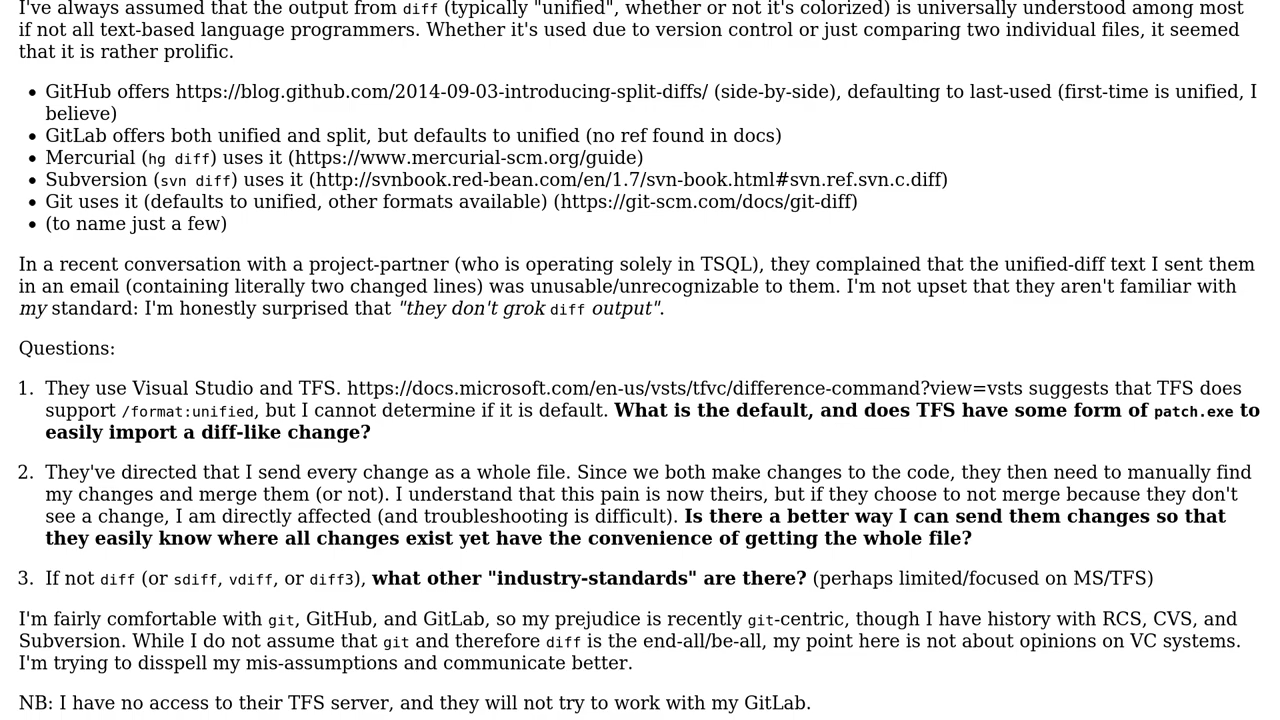 I've always assumed that the output from diff (typically "unified", whether or not it's colorized) is universally understood among most
if not all text-based language programmers. Whether it's used due to version control or just comparing two individual files, it seemed
that it is rather prolific.
• GitHub offers https://blog.github.com/2014-09-03-introducing-split-diffs/ (side-by-side), defaulting to last-used (first-time is unified, I
believe)
• GitLab offers both unified and split, but defaults to unified (no ref found in docs)
• Mercurial (hg diff) uses it (https://www.mercurial-scm.org/guide)
• Subversion (svn diff) uses it (http://svnbook.red-bean.com/en/1.7/svn-book.html#svn.ref.svn.c.diff)
• Git uses it (defaults to unified, other formats available) (https://git-scm.com/docs/git-diff)
• (to name just a few)
In a recent conversation with a project-partner (who is operating solely in TSQL), they complained that the unified-diff text I sent them
in an email (containing literally two changed lines) was unusable/unrecognizable to them. I'm not upset that they aren't familiar with
my standard: I'm honestly surprised that "they don't grok diff output".
Questions:
1. They use Visual Studio and TFS. https://docs.microsoft.com/en-us/vsts/tfvc/difference-command?view=vsts suggests that TFS does
support /format:unified, but I cannot determine if it is default. What is the default, and does TFS have some form of patch.exe to
easily import a diff-like change?
2. They've directed that I send every change as a whole file. Since we both make changes to the code, they then need to manually find
my changes and merge them (or not). I understand that this pain is now theirs, but if they choose to not merge because they don't
see a change, I am directly affected (and troubleshooting is difficult). Is there a better way I can send them changes so that
they easily know where all changes exist yet have the convenience of getting the whole file?
3. If not diff (or sdiff, vdiff, or diff3), what other "industry-standards" are there? (perhaps limited/focused on MS/TFS)
I'm fairly comfortable with git, GitHub, and GitLab, so my prejudice is recently git-centric, though I have history with RCS, CVS, and
Subversion. While I do not assume that git and therefore diff is the end-all/be-all, my point here is not about opinions on VC systems.
I'm trying to disspell my mis-assumptions and communicate better.
NB: I have no access to their TFS server, and they will not try to work with my GitLab.